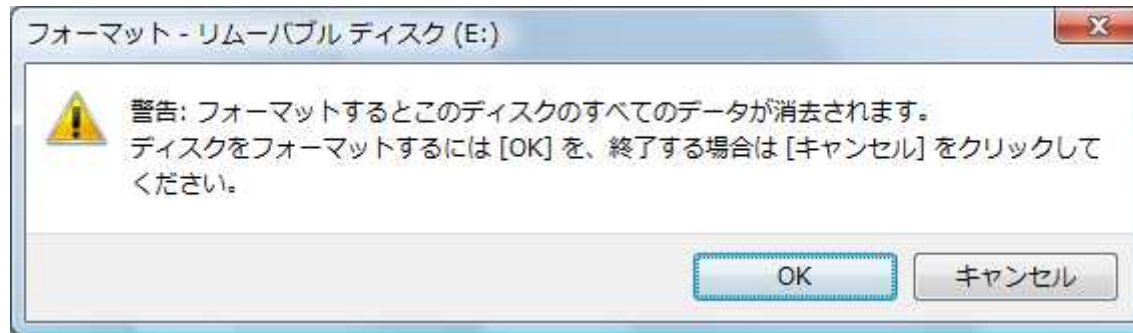 フォーマット - リムーバブル ディスク (E:)
警告: フォーマットするとこのディスクのすべてのデータが消去されます。
ディスクをフォーマットするには [OK] を、終了する場合は [キャンセル] をクリックして
ください。
OK
キャンセル